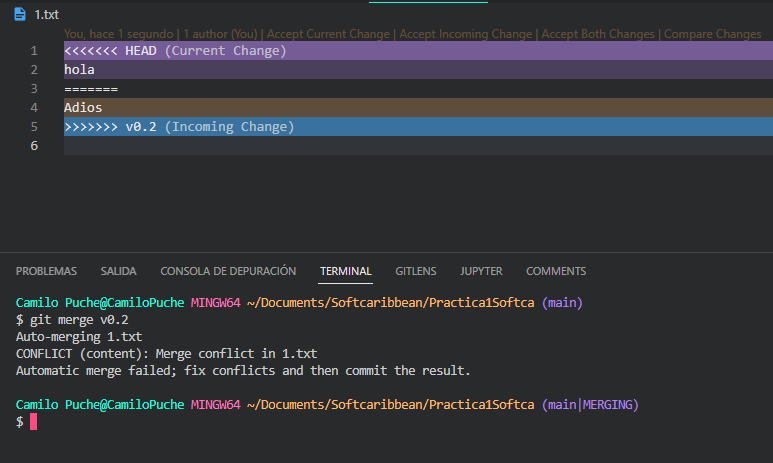 1.txt
You, hace 1 segundo | 1 author (You) | Accept Current Change | Accept Incoming Change | Accept Both Changes | Compare Changes
1 <<<<<<< HEAD (Current Change)
2 hola
3 =======
4 Adios
5 >>>>>>> v0.2 (Incoming Change)
6
PROBLEMAS SALIDA CONSOLA DE DEPURACIÓN TERMINAL GITLENS JUPYTER COMMENTS
Camilo Puche@CamiloPuche MINGW64 ~/Documents/Softcaribbean/Practica1Softca (main)
$ git merge v0.2
Auto-merging 1.txt
CONFLICT (content): Merge conflict in 1.txt
Automatic merge failed; fix conflicts and then commit the result.
Camilo Puche@CamiloPuche MINGW64 ~/Documents/Softcaribbean/Practica1Softca (main|MERGING)
$